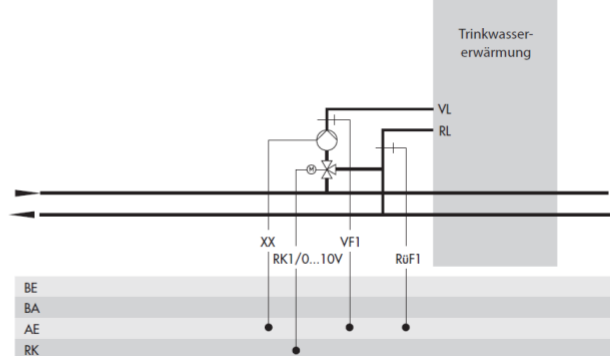 Trinkwasser-
erwärmung
VL
RL
M
XX
VF1
RK1/0...10V
RüF1
BE
BA
AE
RK